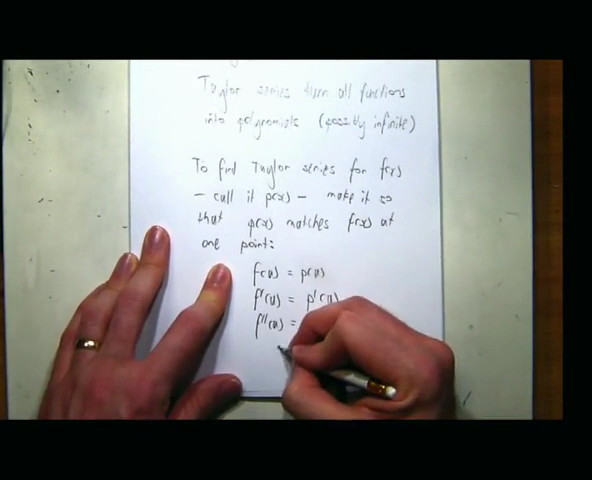 Taylor series turn all functions
into polynomials (possibly infinite)
To find Taylor series for f(x)
- call it p(x) - make it so
that p(x) matches f(x) at
one point:
f(a) = p(a)
f'(a) = p'(a)
f''(a) =